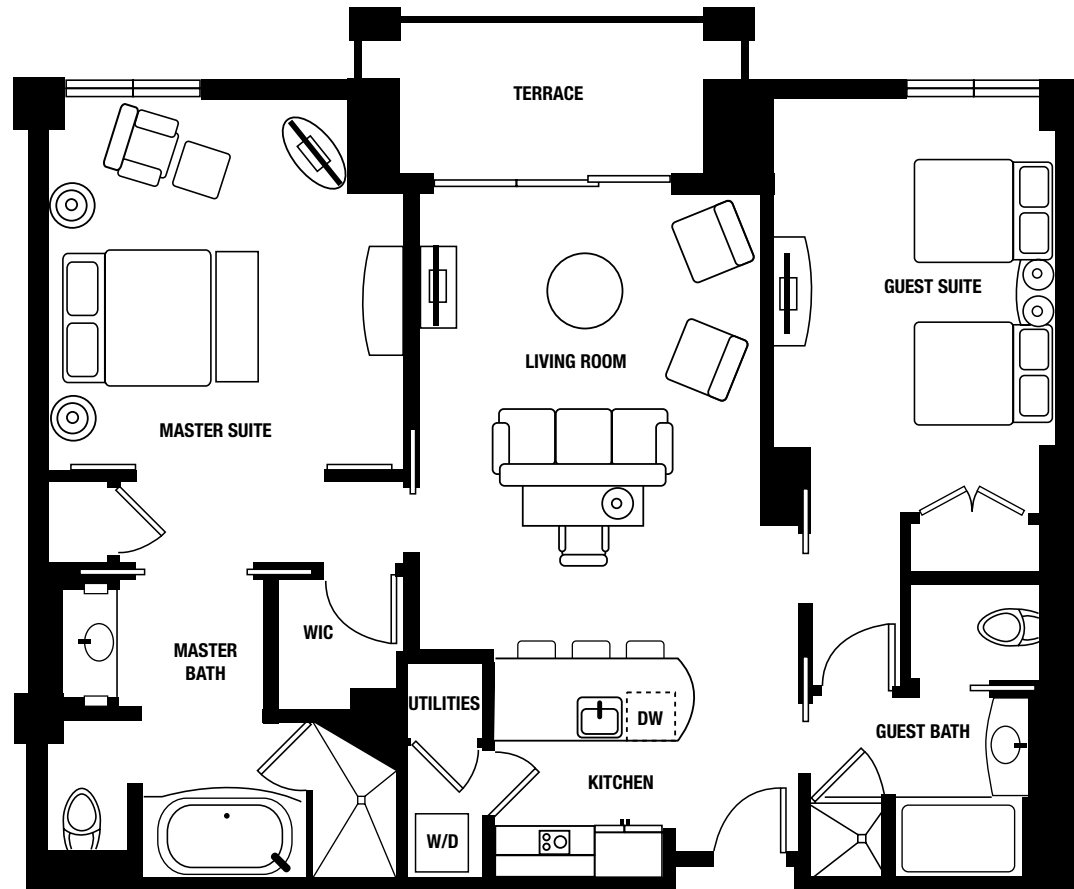 TERRACE
GUEST SUITE
LIVING ROOM
MASTER SUITE
WIC
MASTER
BATH
UTILITIES
DW
GUEST BATH
KITCHEN
W/D